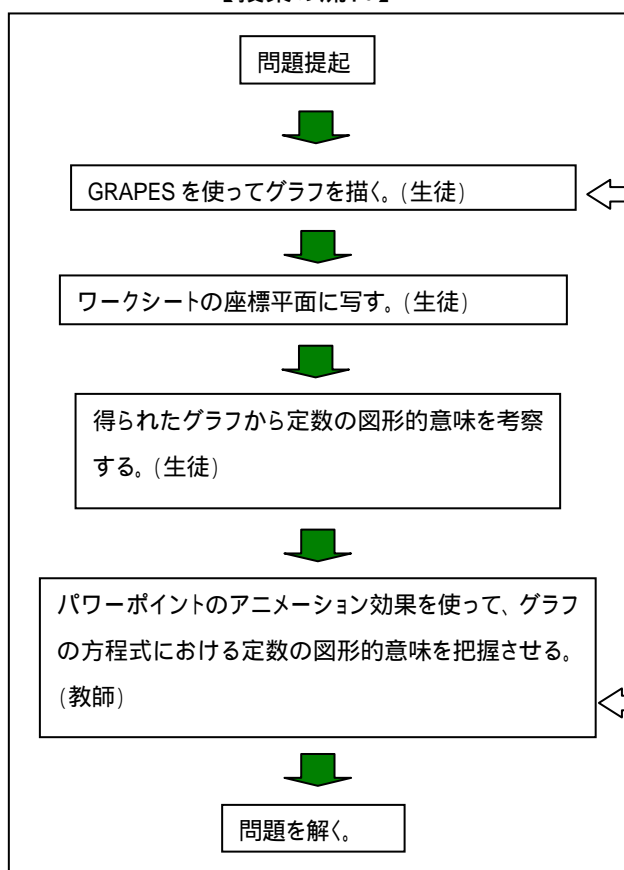 問題提起
GRAPES を使ってグラフを描く。(生徒)
ワークシートの座標平面に写す。(生徒)
得られたグラフから定数の図形的意味を考察
する。(生徒)
パワーポイントのアニメーション効果を使って、グラフ
の方程式における定数の図形的意味を把握させる。
(教師)
問題を解く。